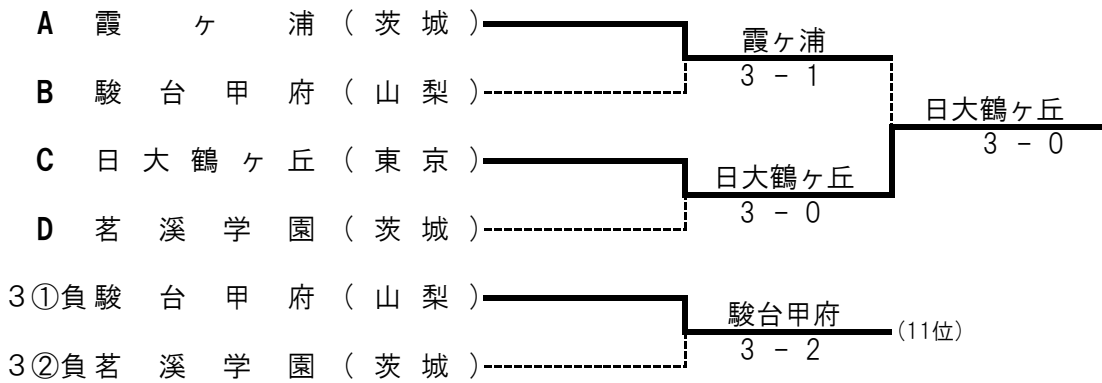 A 霞ヶ浦(茨城)
霞ヶ浦
3 - 1
B 駿台甲府(山梨)
日大鶴ヶ丘
3 - 0
C 日大鶴ヶ丘(東京)
日大鶴ヶ丘
3 - 0
D 茗溪学園(茨城)
3①負 駿台甲府(山梨)
駿台甲府
(11位)
3 - 2
3②負 茗溪学園(茨城)